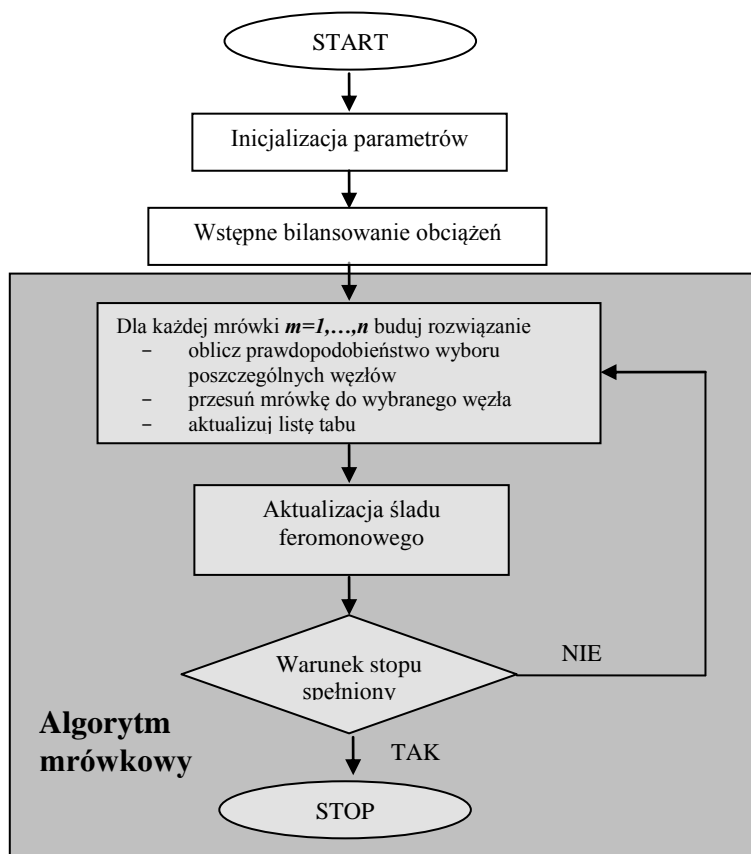 START
Inicjalizacja parametrów
Wstępne bilansowanie obciążeń
Dla każdej mrówki m=1,…,n buduj rozwiązanie
– oblicz prawdopodobieństwo wyboru
poszczególnych węzłów
– przesuń mrówkę do wybranego węzła
– aktualizuj listę tabu
Aktualizacja śladu
feromonowego
Warunek stopu
spełniony
NIE
TAK
Algorytm
mrówkowy
STOP